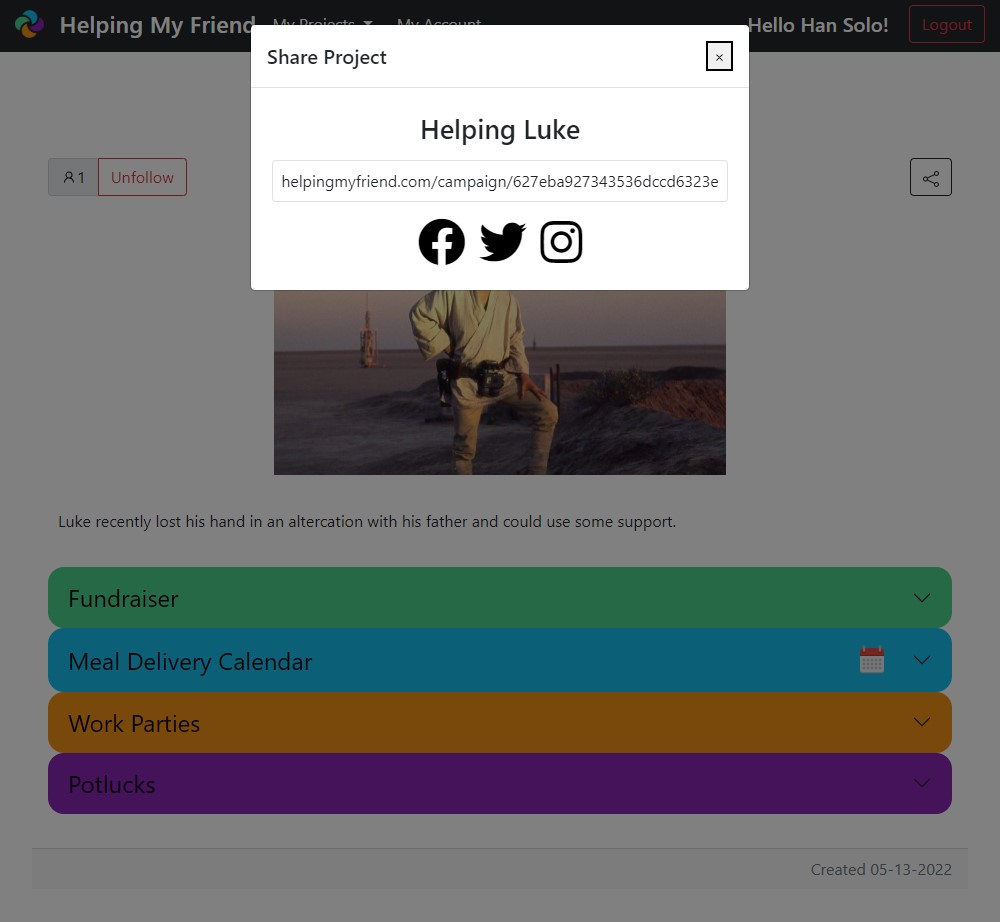 Helping My Friend My Projects My Account Hello Han Solo! Logout
Share Project
×
Helping Luke
1 Unfollow
helpingmyfriend.com/campaign/627eba927343536dccd6323e
Luke recently lost his hand in an altercation with his father and could use some support.
Fundraiser
Meal Delivery Calendar
Work Parties
Potlucks
Created 05-13-2022